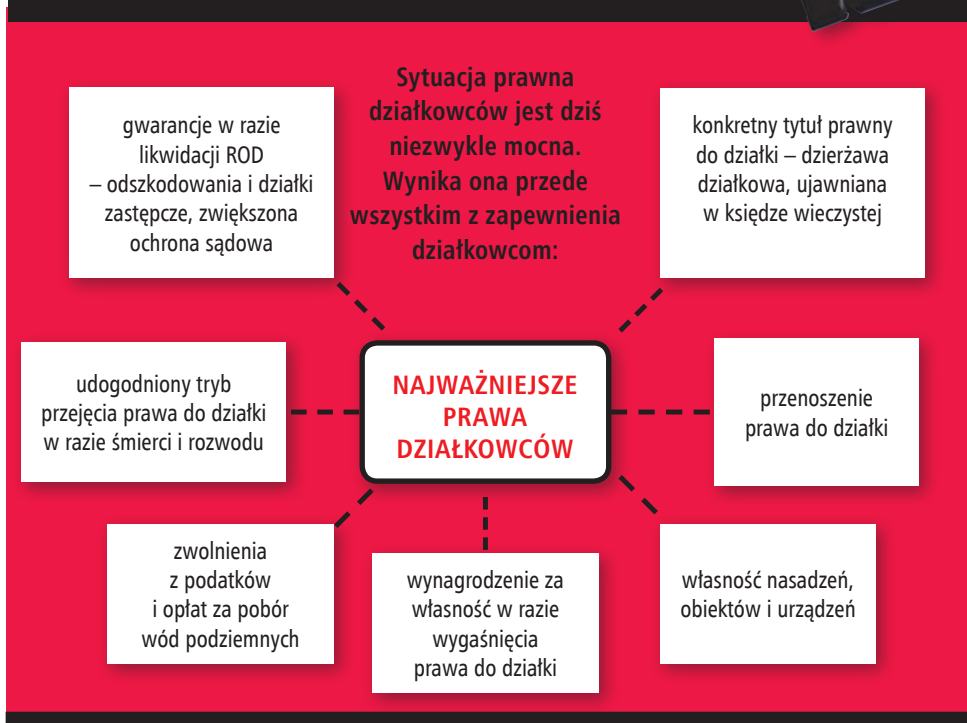 Sytuacja prawna
działkowców jest dziś
niezwykle mocna.
Wynika ona przede
wszystkim z zapewnienia
działkowcom:
gwarancje w razie
likwidacji ROD
– odszkodowania i działki
zastępcze, zwiększona
ochrona sądowa
konkretny tytuł prawny
do działki – dzierżawa
działkowa, ujawniana
w księdze wieczystej
udogodniony tryb
przejęcia prawa do działki
w razie śmierci i rozwodu
NAJWAŻNIEJSZE
PRAWA
DZIAŁKOWCÓW
przenoszenie
prawa do działki
zwolnienia
z podatków
i opłat za pobór
wód podziemnych
wynagrodzenie za
własność w razie
wygaśnięcia
prawa do działki
własność nasadzeń,
obiektów i urządzeń